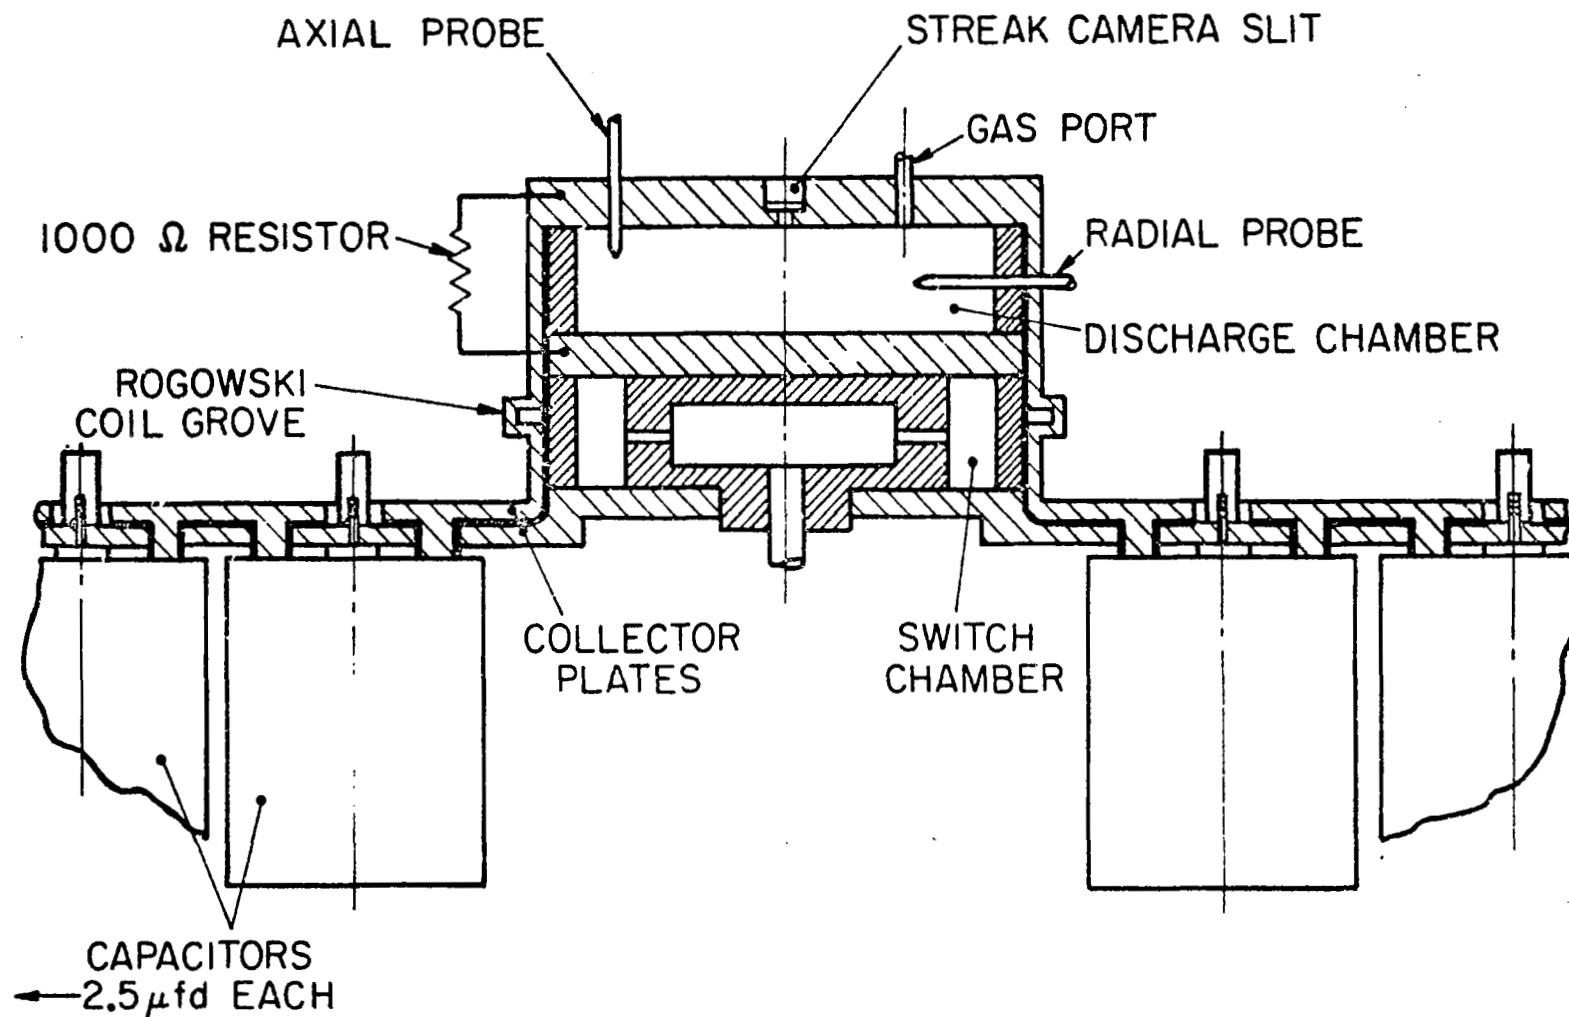 AXIAL PROBE
STREAK CAMERA SLIT
GAS PORT
1000 Ω RESISTOR
RADIAL PROBE
DISCHARGE CHAMBER
ROGOWSKI
COIL GROVE
COLLECTOR
PLATES
SWITCH
CHAMBER
CAPACITORS
2.5 μfd EACH